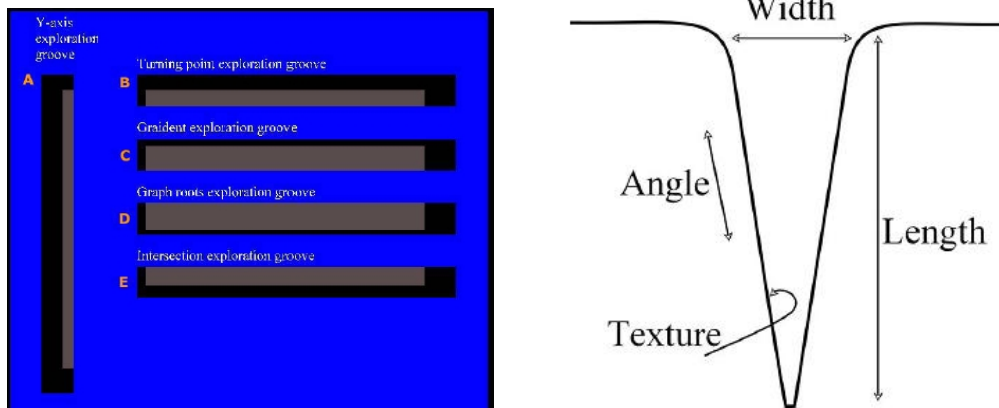 Y-axis
exploration
groove
A
Turning point exploration groove
B
Graident exploration groove
C
Graph roots exploration groove
D
Intersection exploration groove
E
Width
Angle
Length
Texture